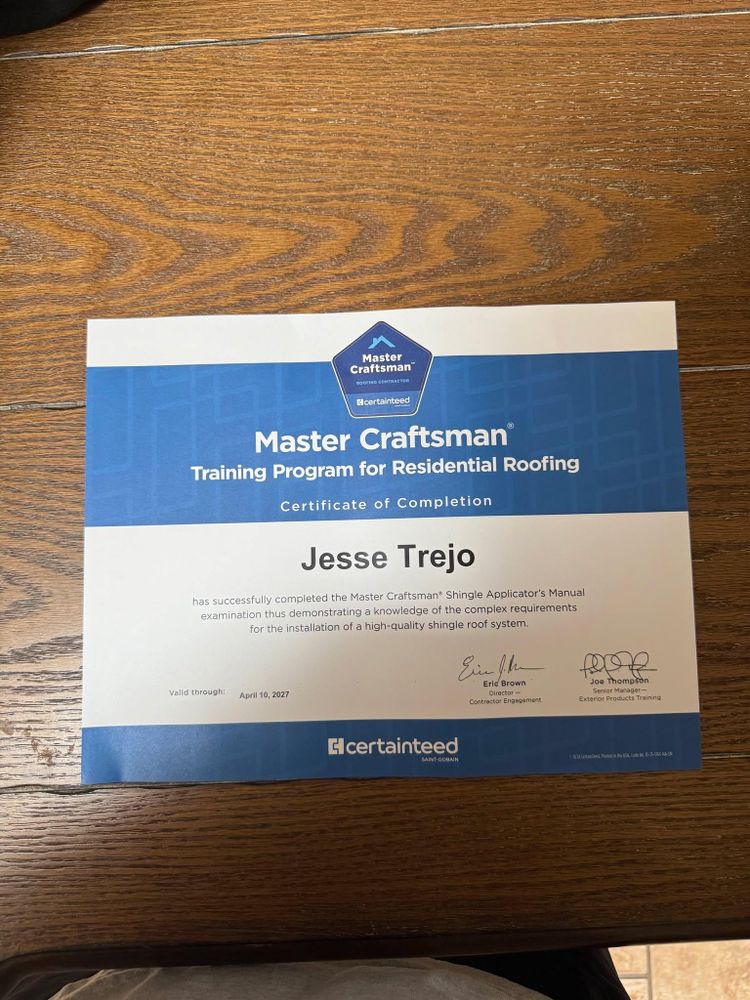 Master
Craftsman™
ROOFING CONTRACTOR
certainteed
Master Craftsman®
Training Program for Residential Roofing
Certificate of Completion
Jesse Trejo
has successfully completed the Master Craftsman® Shingle Applicator's Manual
examination thus demonstrating a knowledge of the complex requirements
for the installation of a high-quality shingle roof system.
Valid through: April 10, 2027
Eric Brown
Director—
Contractor Engagement
Joe Thompson
Senior Manager—
Exterior Products Training
certainteed
SAINT-GOBAIN